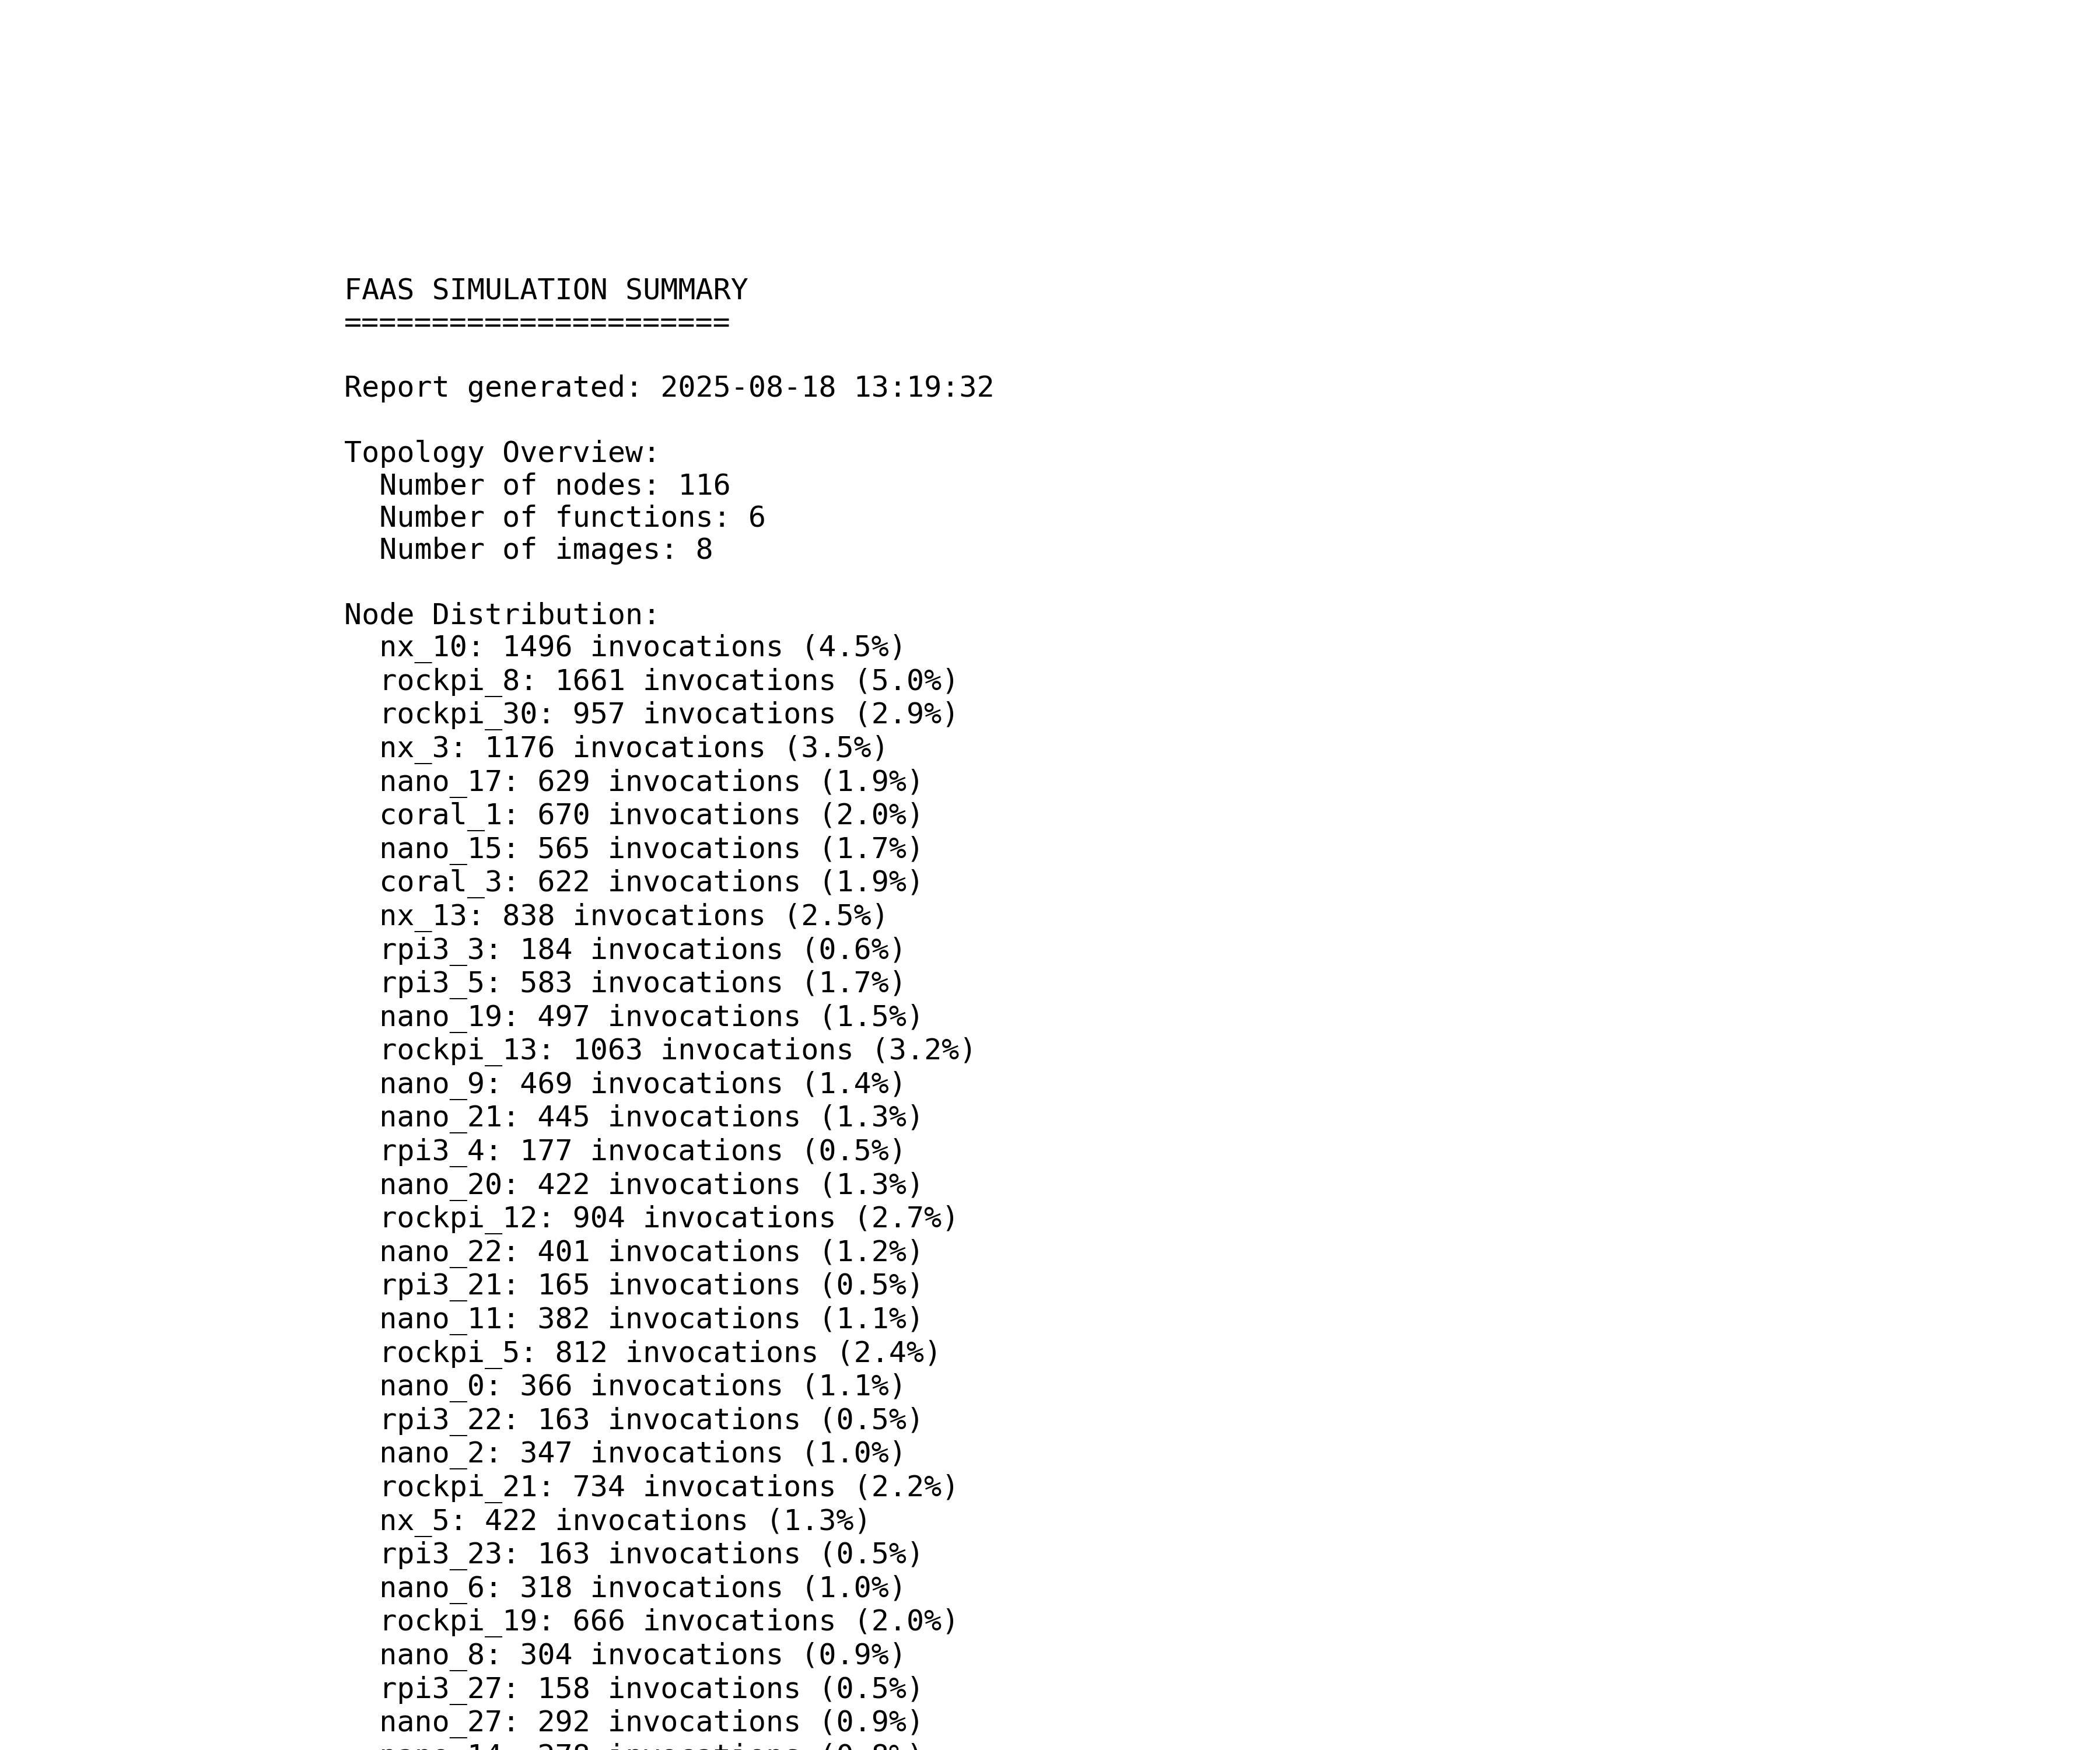 FAAS SIMULATION SUMMARY
======================
Report generated: 2025-08-18 13:19:32
Topology Overview:
  Number of nodes: 116
  Number of functions: 6
  Number of images: 8
Node Distribution:
  nx_10: 1496 invocations (4.5%)
  rockpi_8: 1661 invocations (5.0%)
  rockpi_30: 957 invocations (2.9%)
  nx_3: 1176 invocations (3.5%)
  nano_17: 629 invocations (1.9%)
  coral_1: 670 invocations (2.0%)
  nano_15: 565 invocations (1.7%)
  coral_3: 622 invocations (1.9%)
  nx_13: 838 invocations (2.5%)
  rpi3_3: 184 invocations (0.6%)
  rpi3_5: 583 invocations (1.7%)
  nano_19: 497 invocations (1.5%)
  rockpi_13: 1063 invocations (3.2%)
  nano_9: 469 invocations (1.4%)
  nano_21: 445 invocations (1.3%)
  rpi3_4: 177 invocations (0.5%)
  nano_20: 422 invocations (1.3%)
  rockpi_12: 904 invocations (2.7%)
  nano_22: 401 invocations (1.2%)
  rpi3_21: 165 invocations (0.5%)
  nano_11: 382 invocations (1.1%)
  rockpi_5: 812 invocations (2.4%)
  nano_0: 366 invocations (1.1%)
  rpi3_22: 163 invocations (0.5%)
  nano_2: 347 invocations (1.0%)
  rockpi_21: 734 invocations (2.2%)
  nx_5: 422 invocations (1.3%)
  rpi3_23: 163 invocations (0.5%)
  nano_6: 318 invocations (1.0%)
  rockpi_19: 666 invocations (2.0%)
  nano_8: 304 invocations (0.9%)
  rpi3_27: 158 invocations (0.5%)
  nano_27: 292 invocations (0.9%)